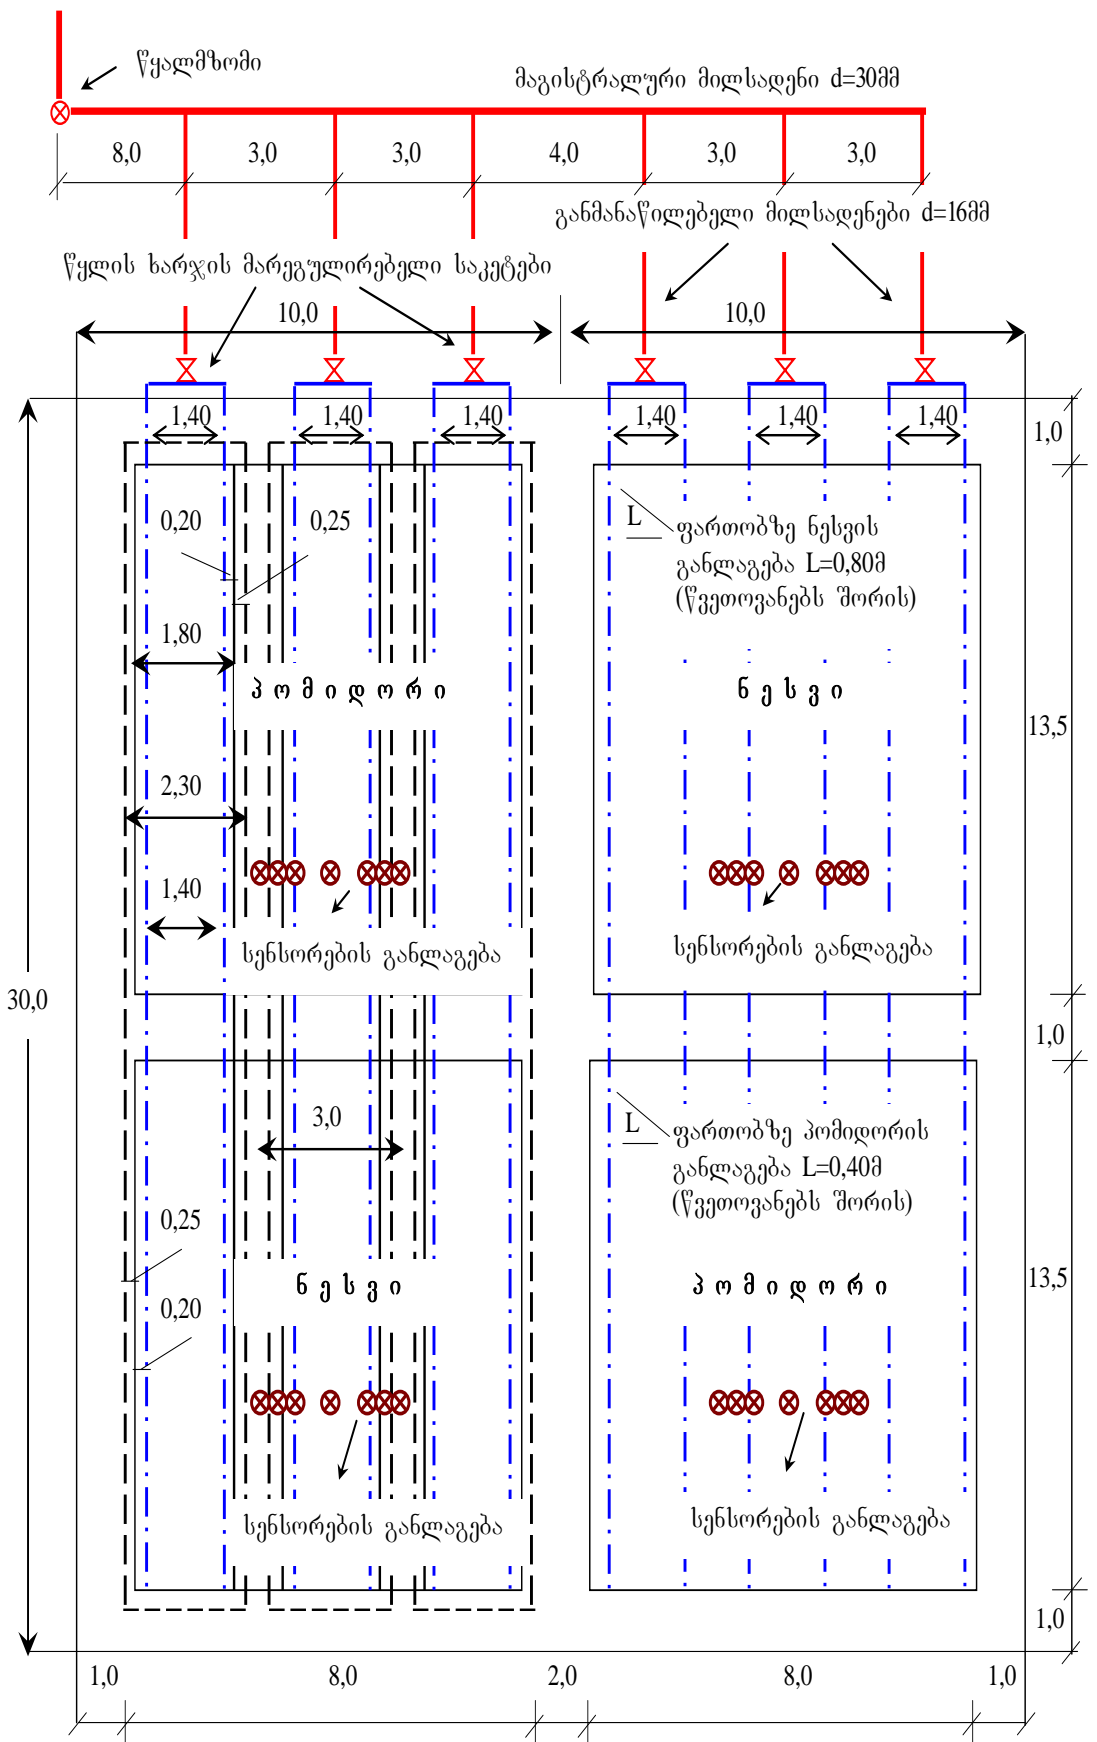 წყალმზომი
მაგისტრალური მილსადენი d=30მმ
8,0 3,0 3,0 4,0 3,0 3,0
განმანაწილებელი მილსადენები d=16მმ
წყლის ხარჯის მარეგულირებელი საკეტები
10,0 10,0
1,40 1,40 1,40 1,40 1,40 1,40
1,0
0,20 0,25
L
ფართობზე ნესვის
განლაგება L=0,80მ
(წვეთოვანებს შორის)
1,80
პომიდორი
ნესვი
13,5
2,30
1,40
სენსორების განლაგება
სენსორების განლაგება
30,0
1,0
3,0
L
ფართობზე პომიდორის
განლაგება L=0,40მ
(წვეთოვანებს შორის)
0,25
ნესვი
პომიდორი
13,5
0,20
სენსორების განლაგება
სენსორების განლაგება
1,0
1,0 8,0 2,0 8,0 1,0